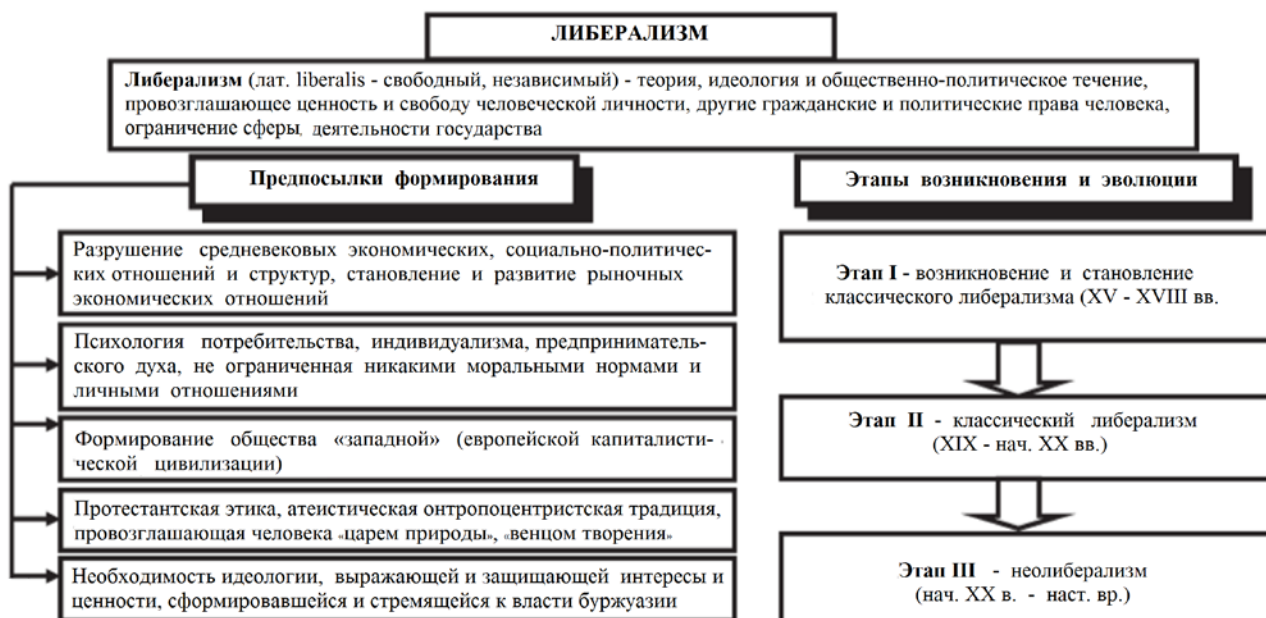 ЛИБЕРАЛИЗМ
Либерализм (лат. liberalis - свободный, независимый) - теория, идеология и общественно-политическое течение,
провозглашающее ценность и свободу человеческой личности, другие гражданские и политические права человека,
ограничение сферы деятельности государства
Предпосылки формирования
Разрушение средневековых экономических, социально-политичес-
ких отношений и структур, становление и развитие рыночных
экономических отношений
Психология потребительства, индивидуализма, предприниматель-
ского духа, не ограниченная никакими моральными нормами и
личными отношениями
Формирование общества «западной» (европейской капиталисти-
ческой цивилизации)
Протестантская этика, атеистическая онтропоцентристская традиция,
провозглашающая человека «царем природы», «венцом творения»
Необходимость идеологии, выражающей и защищающей интересы и
ценности, сформировавшейся и стремящейся к власти буржуазии
Этапы возникновения и эволюции
Этап I - возникновение и становление
классического либерализма (XV - XVIII вв.
Этап II - классический либерализм
(XIX - нач. XX вв.)
Этап III - неолиберализм
(нач. XX в. - наст. вр.)